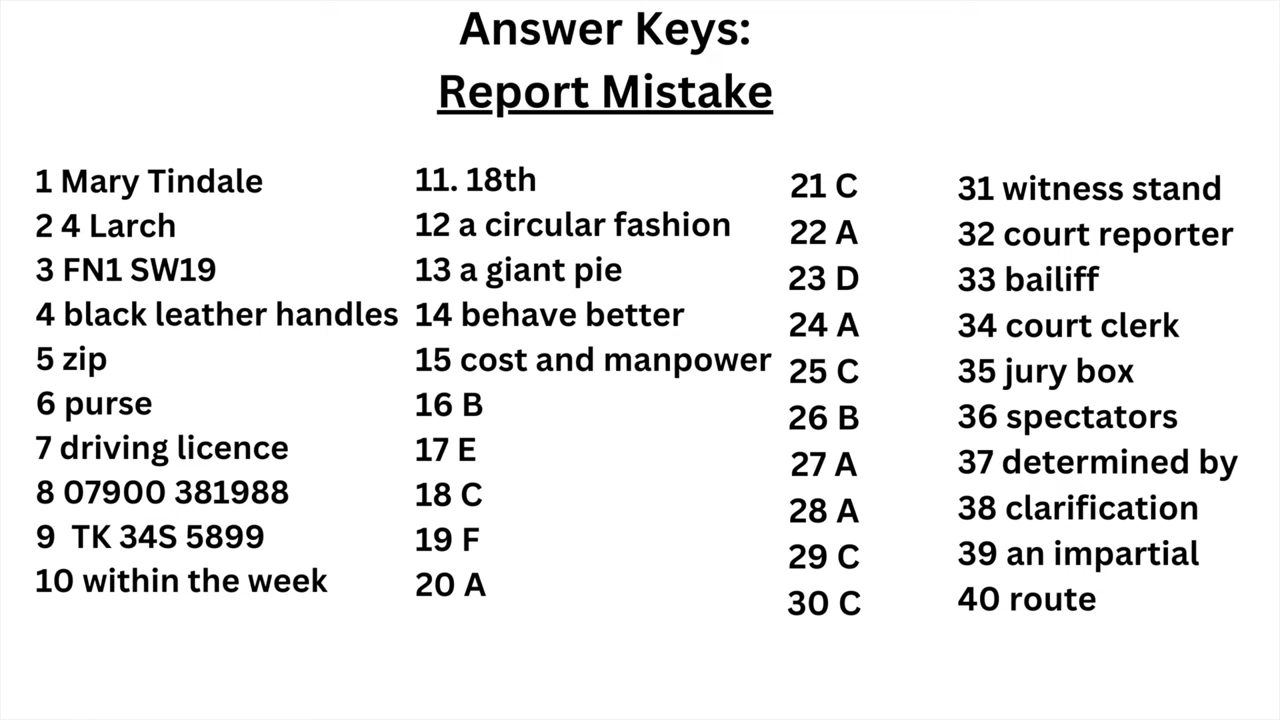 Answer Keys:
Report Mistake
1 Mary Tindale
2 4 Larch
3 FN1 SW19
4 black leather handles
5 zip
6 purse
7 driving licence
8 07900 381988
9 TK 34S 5899
10 within the week
11. 18th
12 a circular fashion
13 a giant pie
14 behave better
15 cost and manpower
16 B
17 E
18 C
19 F
20 A
21 C
22 A
23 D
24 A
25 C
26 B
27 A
28 A
29 C
30 C
31 witness stand
32 court reporter
33 bailiff
34 court clerk
35 jury box
36 spectators
37 determined by
38 clarification
39 an impartial
40 route